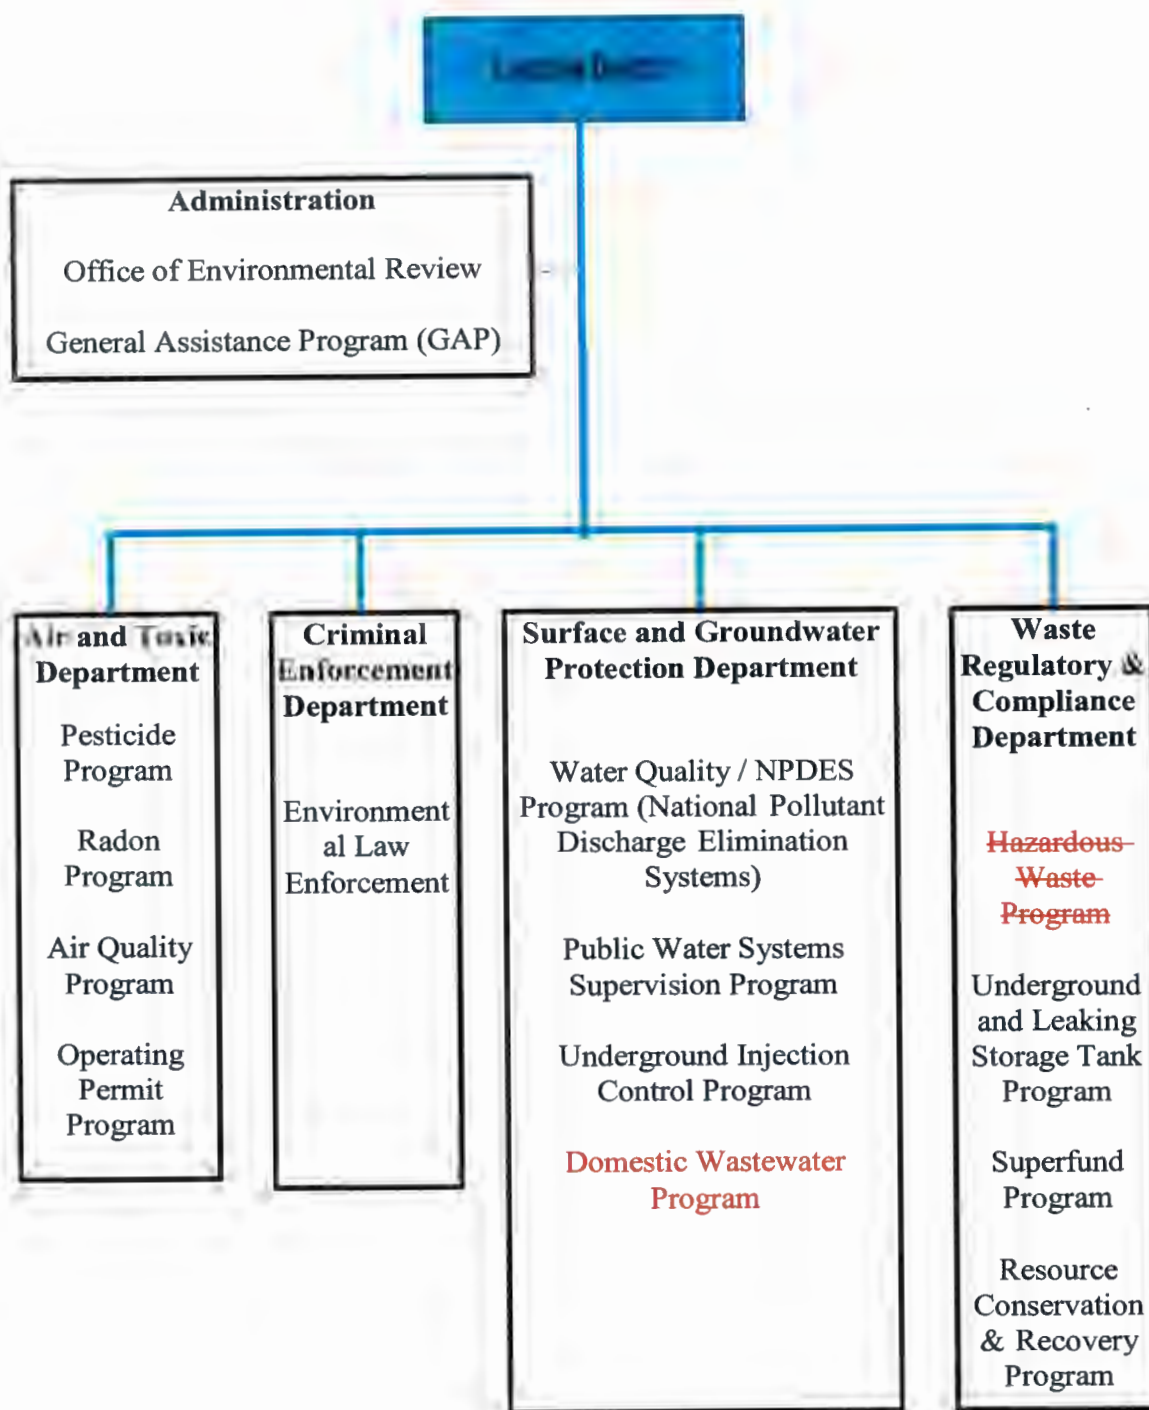 Administration
Office of Environmental Review
General Assistance Program (GAP)
Air and Toxic
Department
Pesticide
Program
Radon
Program
Air Quality
Program
Operating
Permit
Program
Criminal
Enforcement
Department
Environment
al Law
Enforcement
Surface and Groundwater
Protection Department
Water Quality / NPDES
Program (National Pollutant
Discharge Elimination
Systems)
Public Water Systems
Supervision Program
Underground Injection
Control Program
Domestic Wastewater
Program
Waste
Regulatory &
Compliance
Department
Hazardous
Waste
Program
Underground
and Leaking
Storage Tank
Program
Superfund
Program
Resource
Conservation
& Recovery
Program